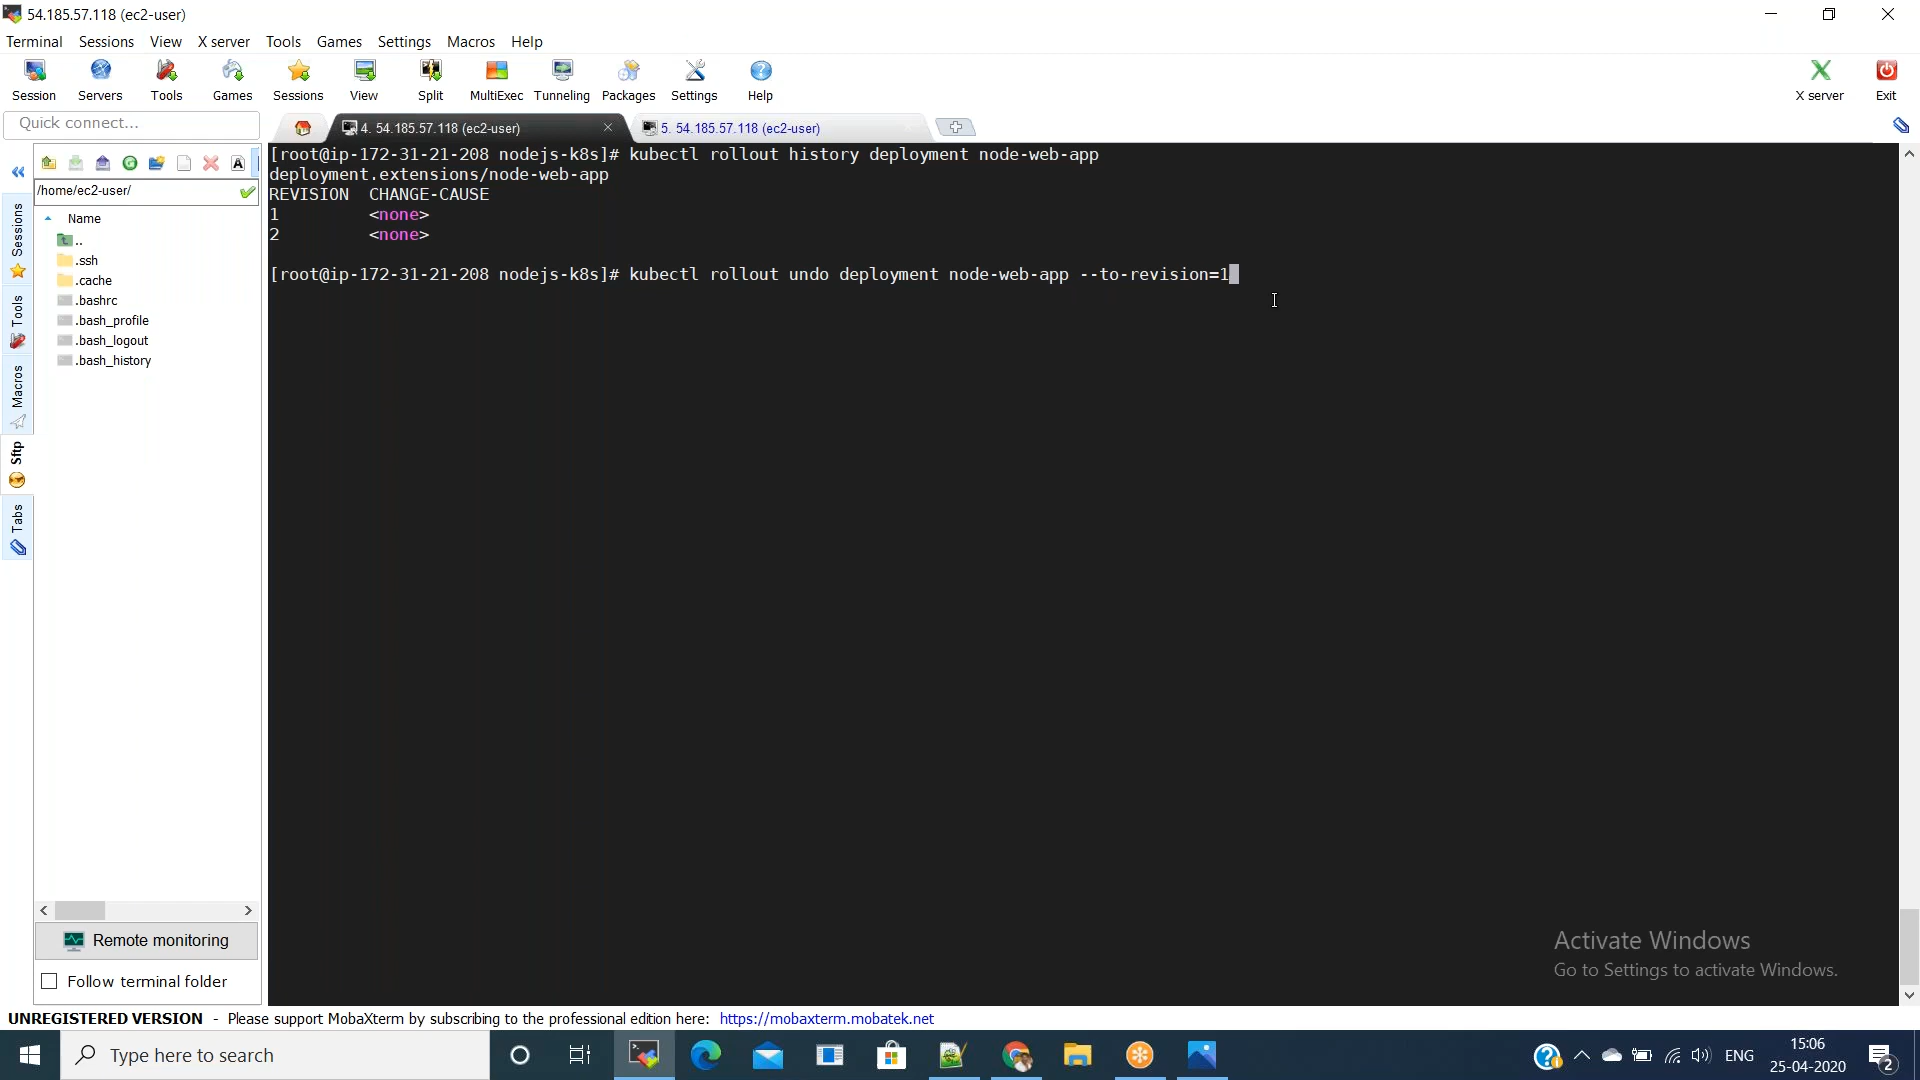 54.185.57.118 (ec2-user)
Terminal Sessions View X server Tools Games Settings Macros Help
Session Servers Tools Games Sessions View Split MultiExec Tunneling Packages Settings Help X server Exit
Quick connect...
4. 54.185.57.118 (ec2-user)
5. 54.185.57.118 (ec2-user)
/home/ec2-user/
Name
..
.ssh
.cache
.bashrc
.bash_profile
.bash_logout
.bash_history
Sessions
Tools
Macros
Sftp
Tabs
Remote monitoring
Follow terminal folder
[root@ip-172-31-21-208 nodejs-k8s]# kubectl rollout history deployment node-web-app
deployment.extensions/node-web-app
REVISION CHANGE-CAUSE
1 <none>
2 <none>
[root@ip-172-31-21-208 nodejs-k8s]# kubectl rollout undo deployment node-web-app --to-revision=1
Activate Windows
Go to Settings to activate Windows.
UNREGISTERED VERSION - Please support MobaXterm by subscribing to the professional edition here: https://mobaxterm.mobatek.net
Type here to search
ENG
15:06
25-04-2020
2